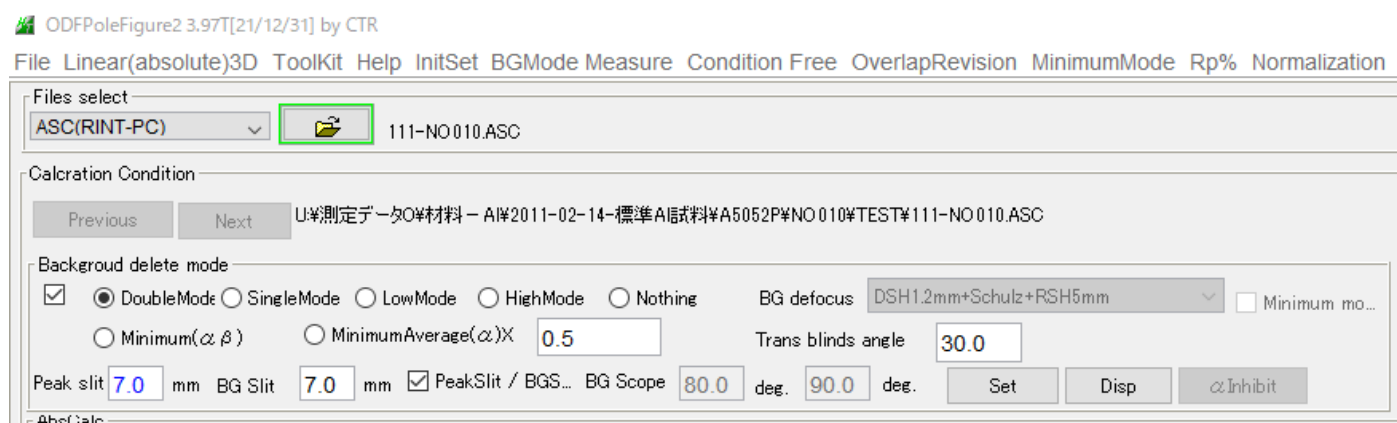 ODFPoleFigure2 3.97T[21/12/31] by CTR
File Linear(absolute)3D ToolKit Help InitSet BGMode Measure Condition Free OverlapRevision MinimumMode Rp% Normalization
Files select
ASC(RINT-PC) 111-NO010.ASC
Calcration Condition
Previous Next U:¥測定データO¥材料-Al¥2011-02-14-標準Al試料¥A5052P¥NO010¥TEST¥111-NO010.ASC
Backgroud delete mode
DoubleMode SingleMode LowMode HighMode Nothing BG defocus DSH1.2mm+Schulz+RSH5mm Minimum mo...
Minimum(αβ) MinimumAverage(α)X 0.5 Trans blinds angle 30.0
Peak slit 7.0 mm BG Slit 7.0 mm PeakSlit / BGS... BG Scope 80.0 deg. 90.0 deg. Set Disp αInhibit
AbsCalc